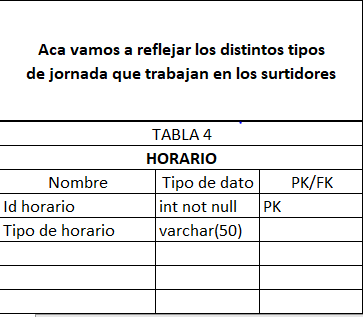 Aca vamos a reflejar los distintos tipos
de jornada que trabajan en los surtidores
TABLA 4
HORARIO
Nombre Tipo de dato PK/FK
Id horario int not null PK
Tipo de horario varchar(50)